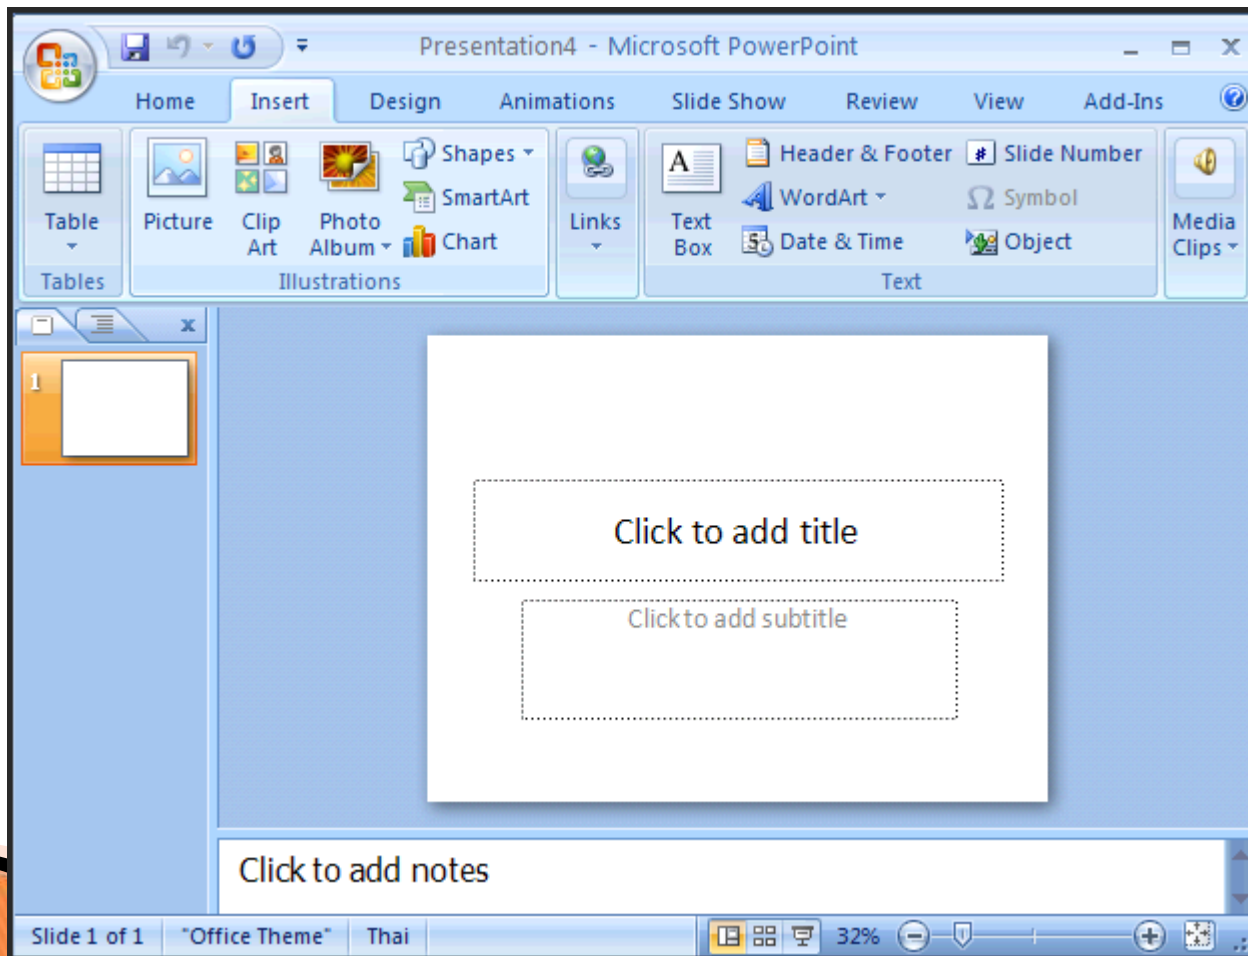 Presentation4 - Microsoft PowerPoint
Home Insert Design Animations Slide Show Review View Add-Ins
Table
Tables
Picture
Clip Art
Photo Album
Shapes
SmartArt
Chart
Illustrations
Links
Text Box
Header & Footer
WordArt
Date & Time
# Slide Number
Ω Symbol
Object
Text
Media Clips
1
Click to add title
Click to add subtitle
Click to add notes
Slide 1 of 1 "Office Theme" Thai 32%